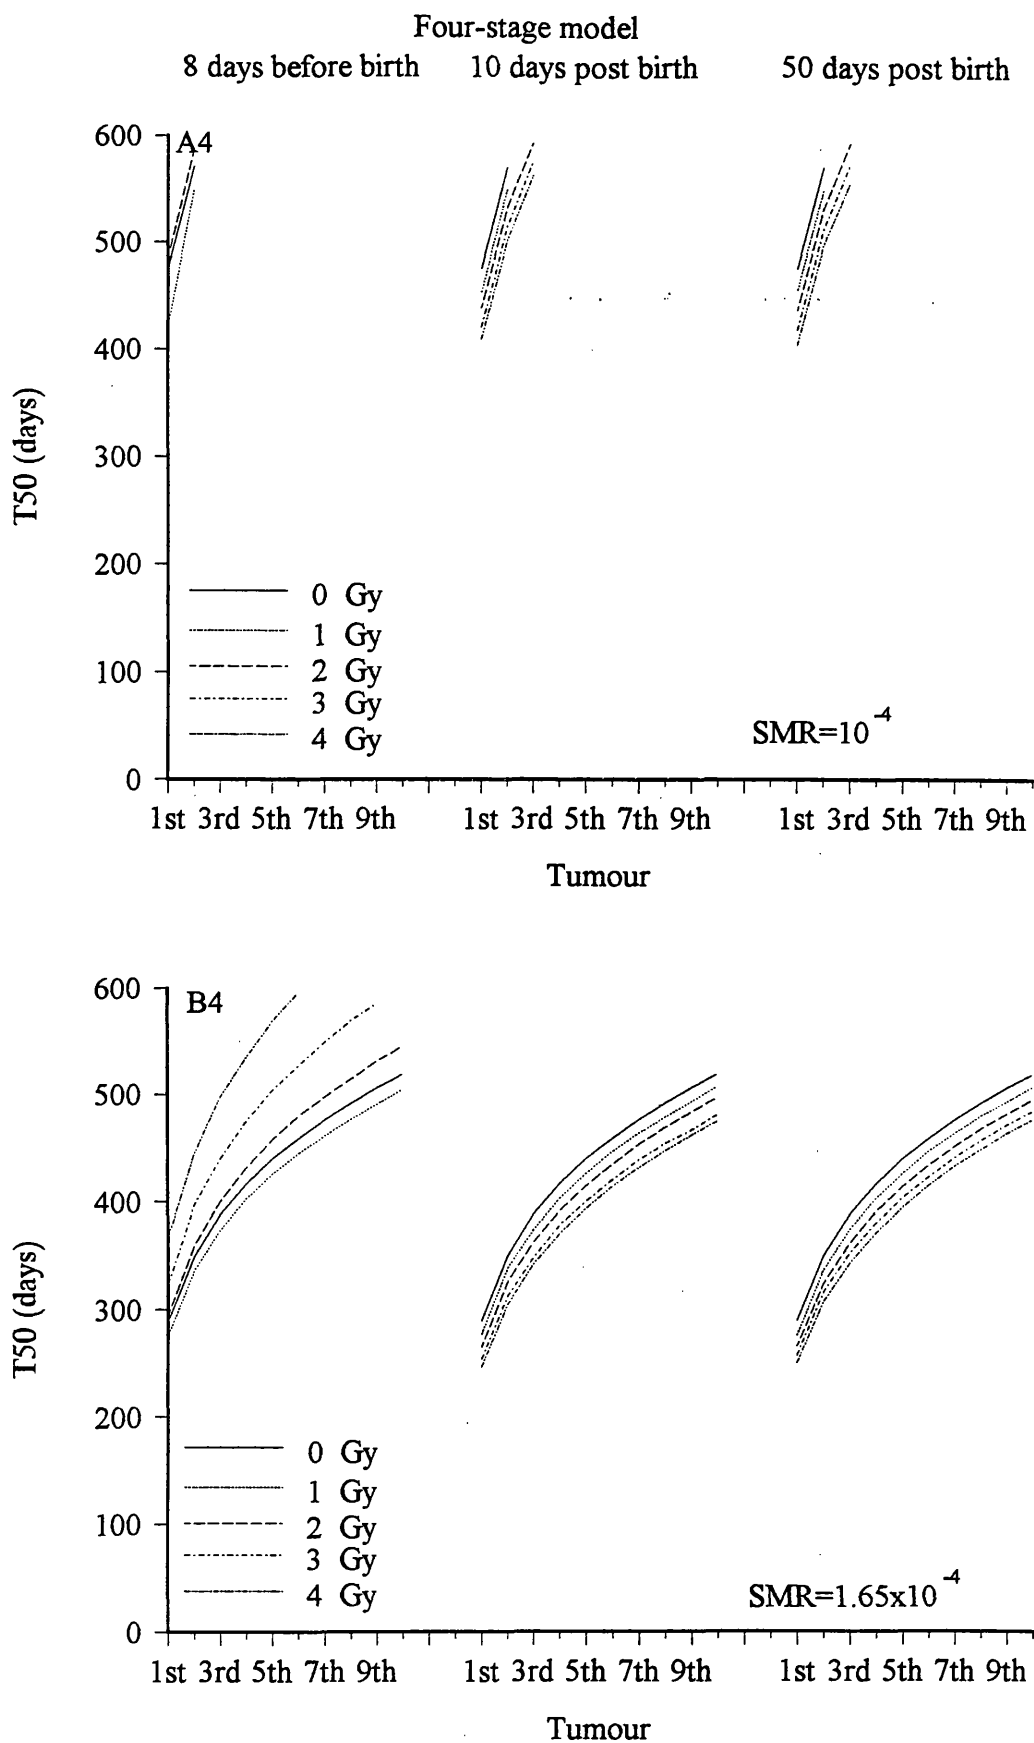 Four-stage model
8 days before birth 10 days post birth 50 days post birth
A4
600
500
400
300
200
100
0
T50 (days)
0 Gy
1 Gy
2 Gy
3 Gy
4 Gy
SMR=10^-4
1st 3rd 5th 7th 9th 1st 3rd 5th 7th 9th 1st 3rd 5th 7th 9th
Tumour
B4
600
500
400
300
200
100
0
T50 (days)
0 Gy
1 Gy
2 Gy
3 Gy
4 Gy
SMR=1.65x10^-4
1st 3rd 5th 7th 9th 1st 3rd 5th 7th 9th 1st 3rd 5th 7th 9th
Tumour